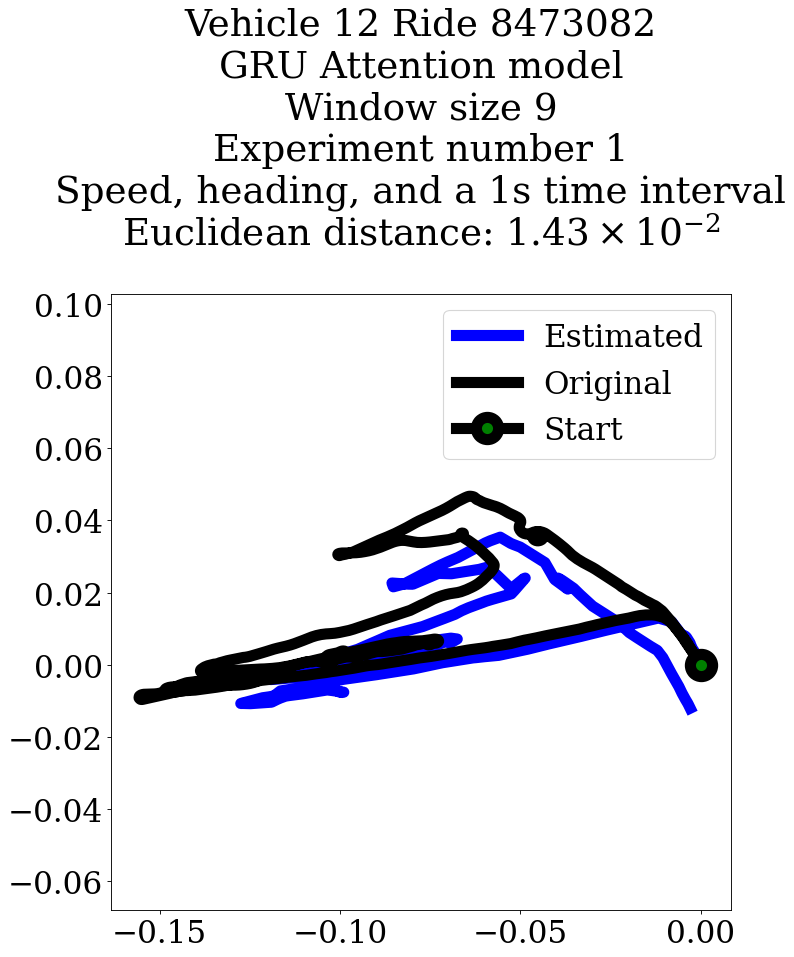 Vehicle 12 Ride 8473082
GRU Attention model
Window size 9
Experiment number 1
Speed, heading, and a 1s time interval
Euclidean distance: 1.43 × 10⁻²
Estimated
Original
Start
0.10
0.08
0.06
0.04
0.02
0.00
−0.02
−0.04
−0.06
−0.15
−0.10
−0.05
0.00